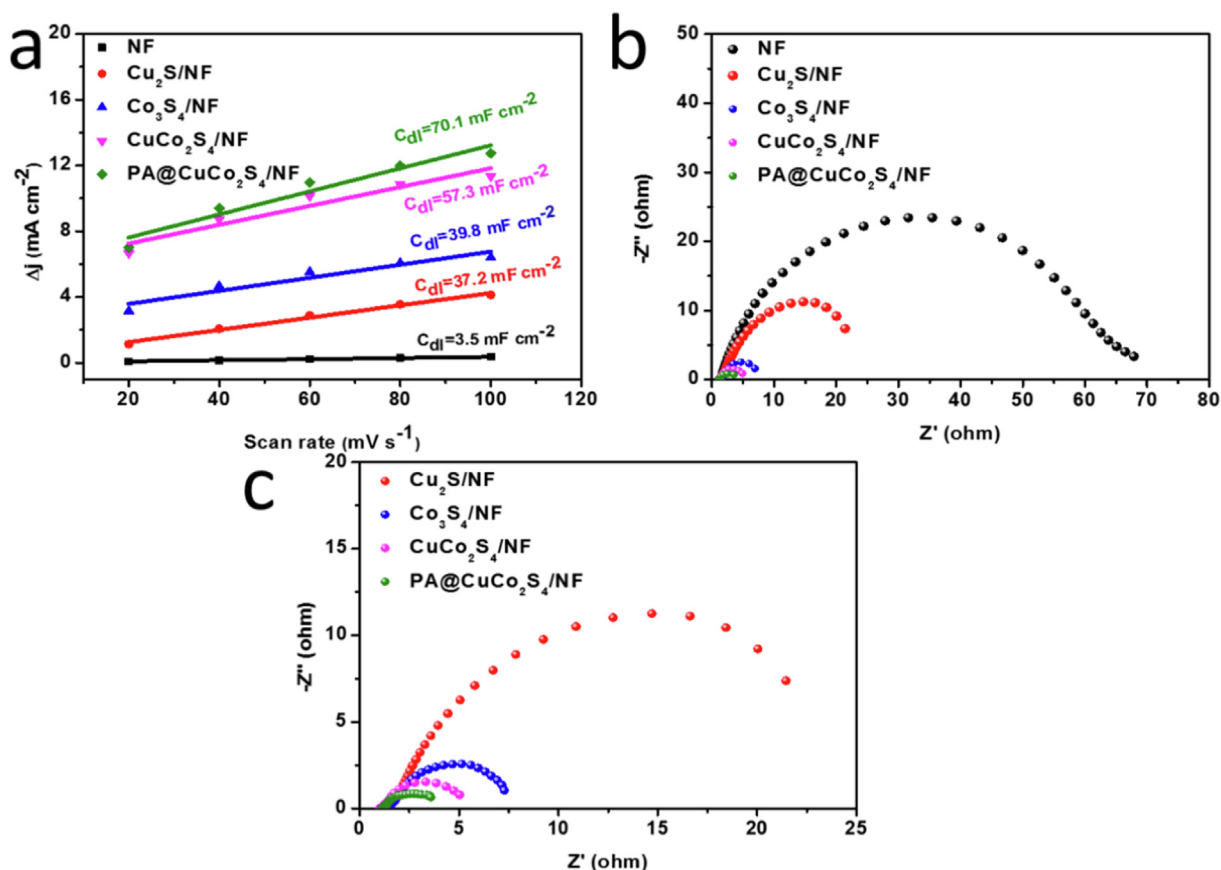 a
20
16
12
8
4
0
Δj (mA cm⁻²)
NF
Cu₂S/NF
Co₃S₄/NF
CuCo₂S₄/NF
PA@CuCo₂S₄/NF
C_dl=70.1 mF cm⁻²
C_dl=57.3 mF cm⁻²
C_dl=39.8 mF cm⁻²
C_dl=37.2 mF cm⁻²
C_dl=3.5 mF cm⁻²
20 40 60 80 100 120
Scan rate (mV s⁻¹)
b
50
40
30
20
10
0
-Z'' (ohm)
NF
Cu₂S/NF
Co₃S₄/NF
CuCo₂S₄/NF
PA@CuCo₂S₄/NF
0 10 20 30 40 50 60 70 80
Z' (ohm)
c
20
15
10
5
0
-Z'' (ohm)
Cu₂S/NF
Co₃S₄/NF
CuCo₂S₄/NF
PA@CuCo₂S₄/NF
0 5 10 15 20 25
Z' (ohm)